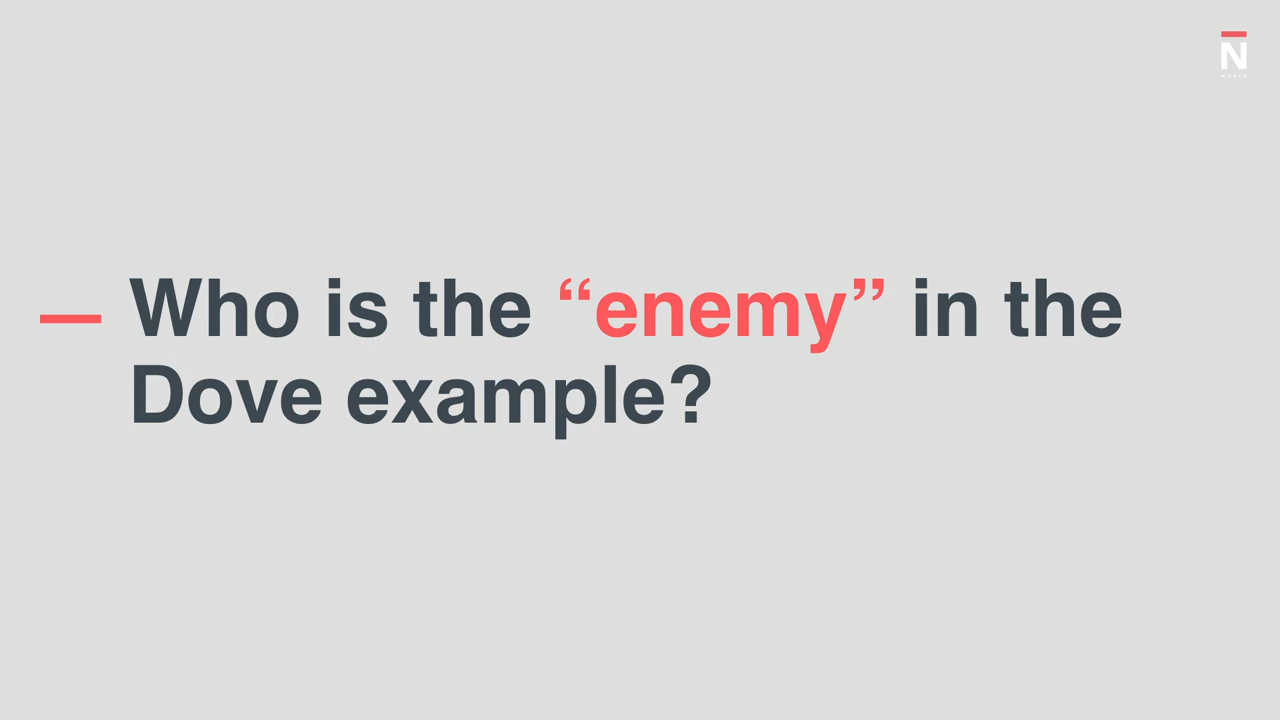 N
Who is the “enemy” in the
Dove example?